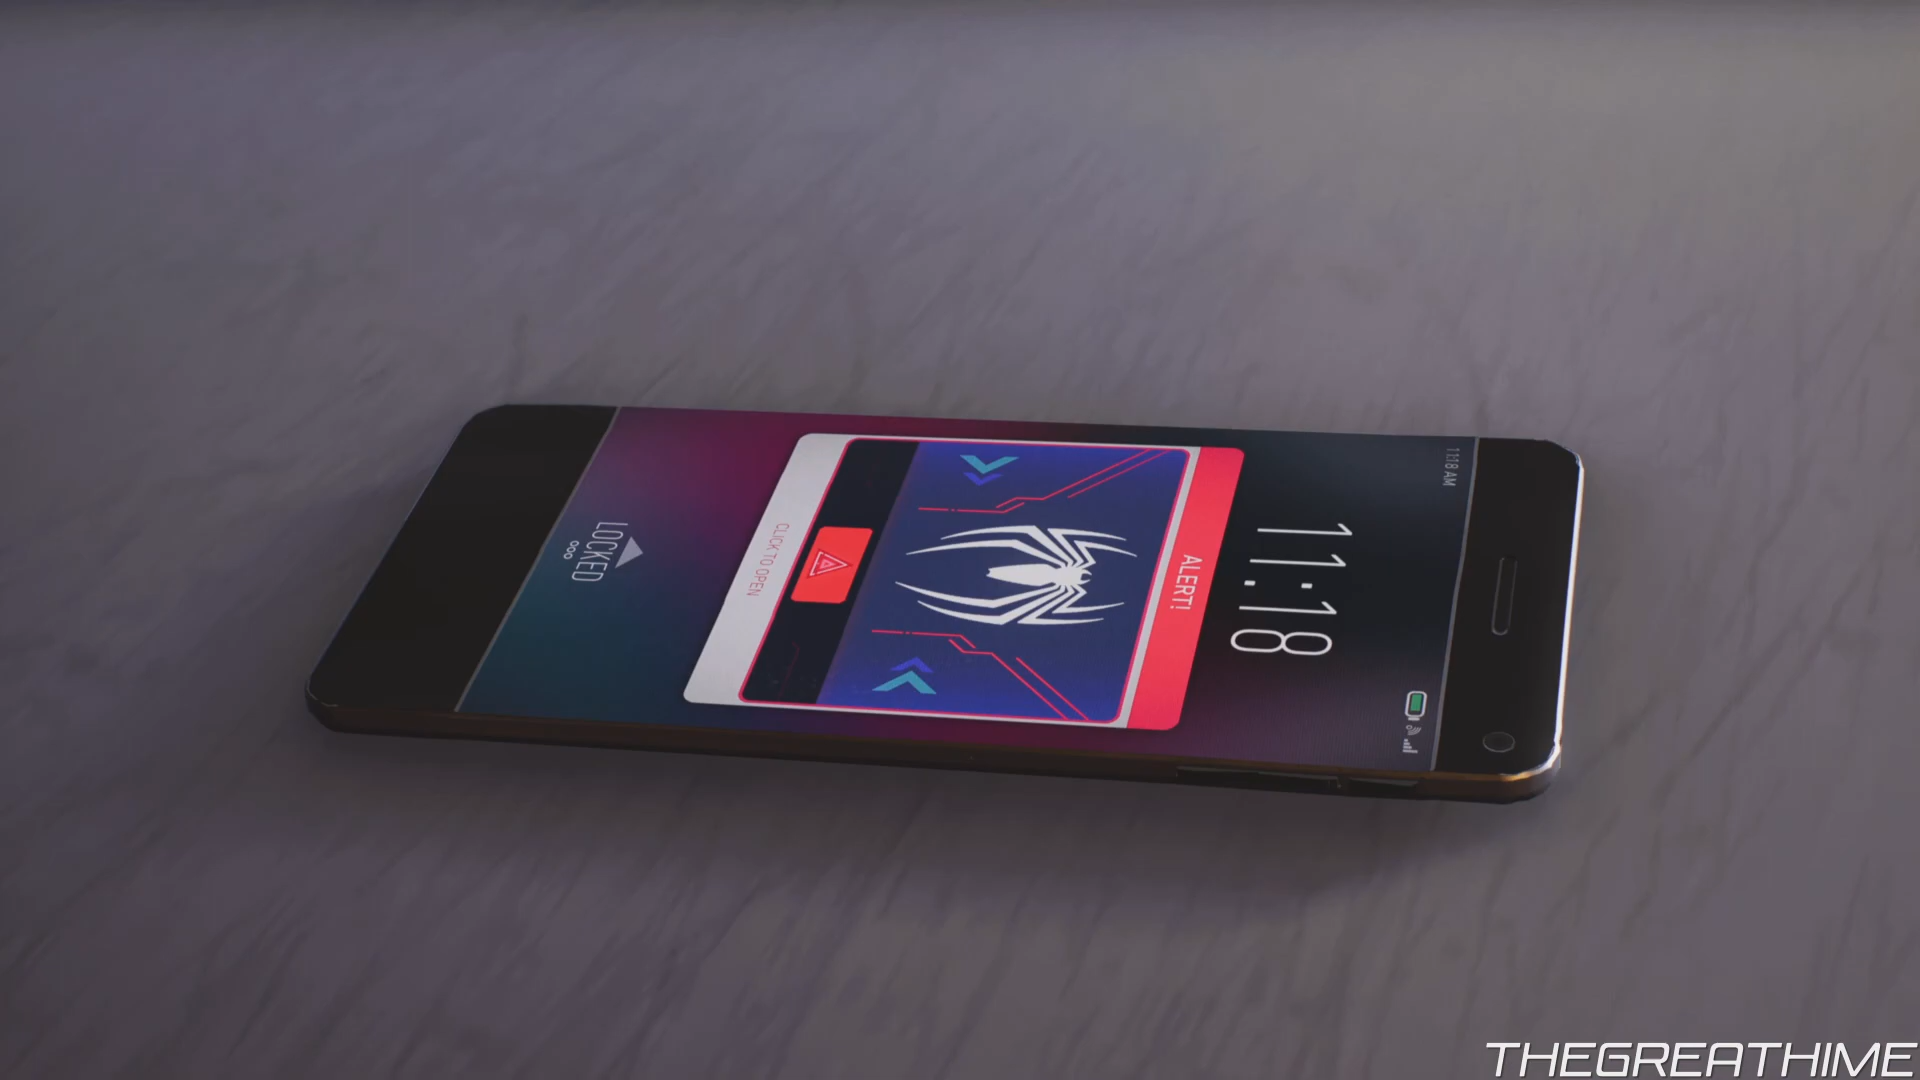 11:18 AM
11:18
ALERT!
CLICK TO OPEN
LOCKED
THEGREATHIME